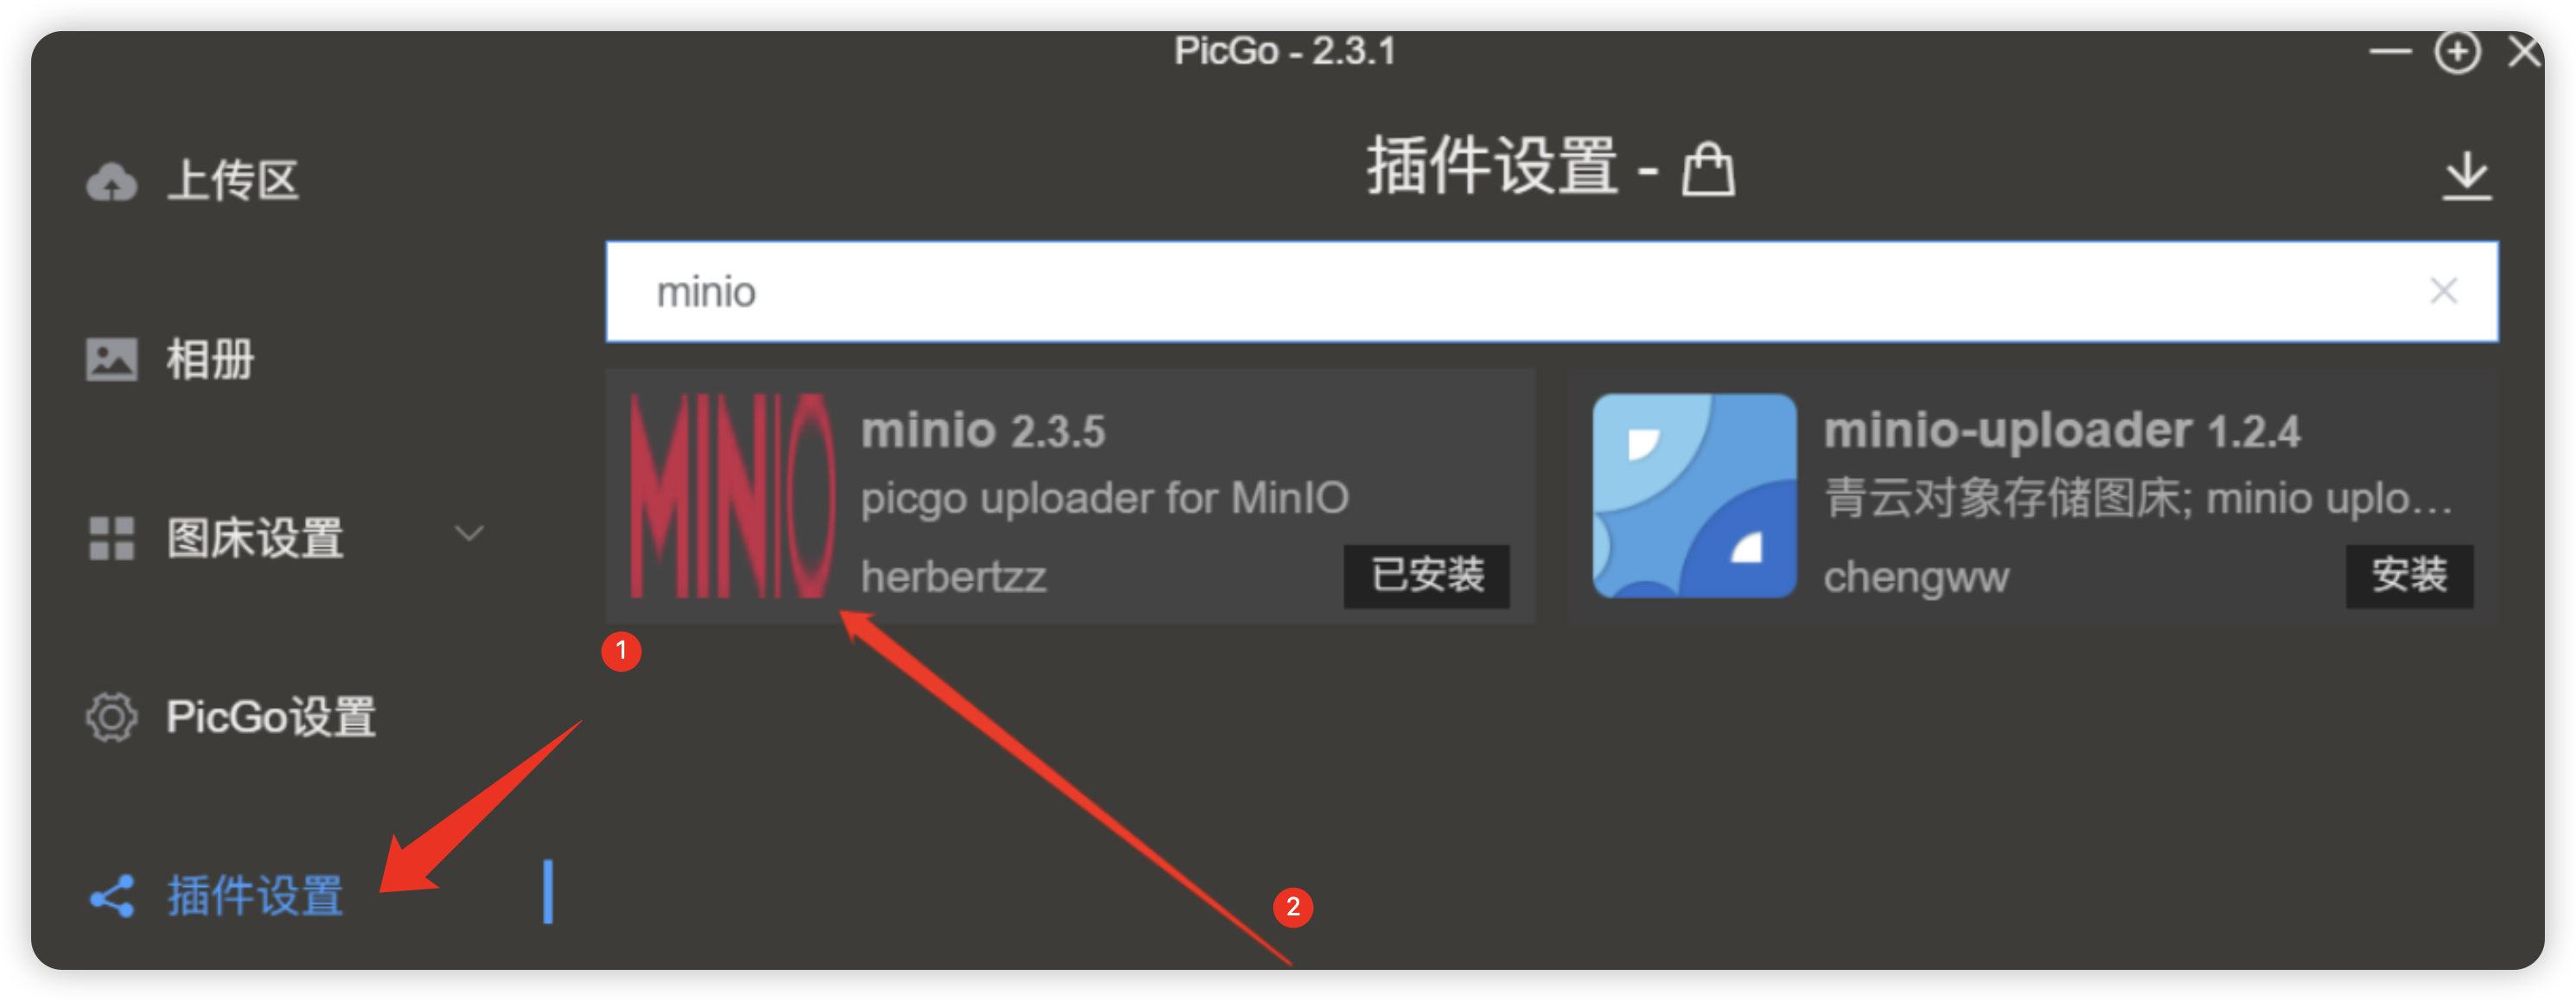 PicGo - 2.3.1
插件设置 -
上传区
相册
图床设置
PicGo设置
插件设置
minio
MINIO
minio 2.3.5
picgo uploader for MinIO
herbertzz
已安装
minio-uploader 1.2.4
青云对象存储图床; minio uplo...
chengww
安装
1
2